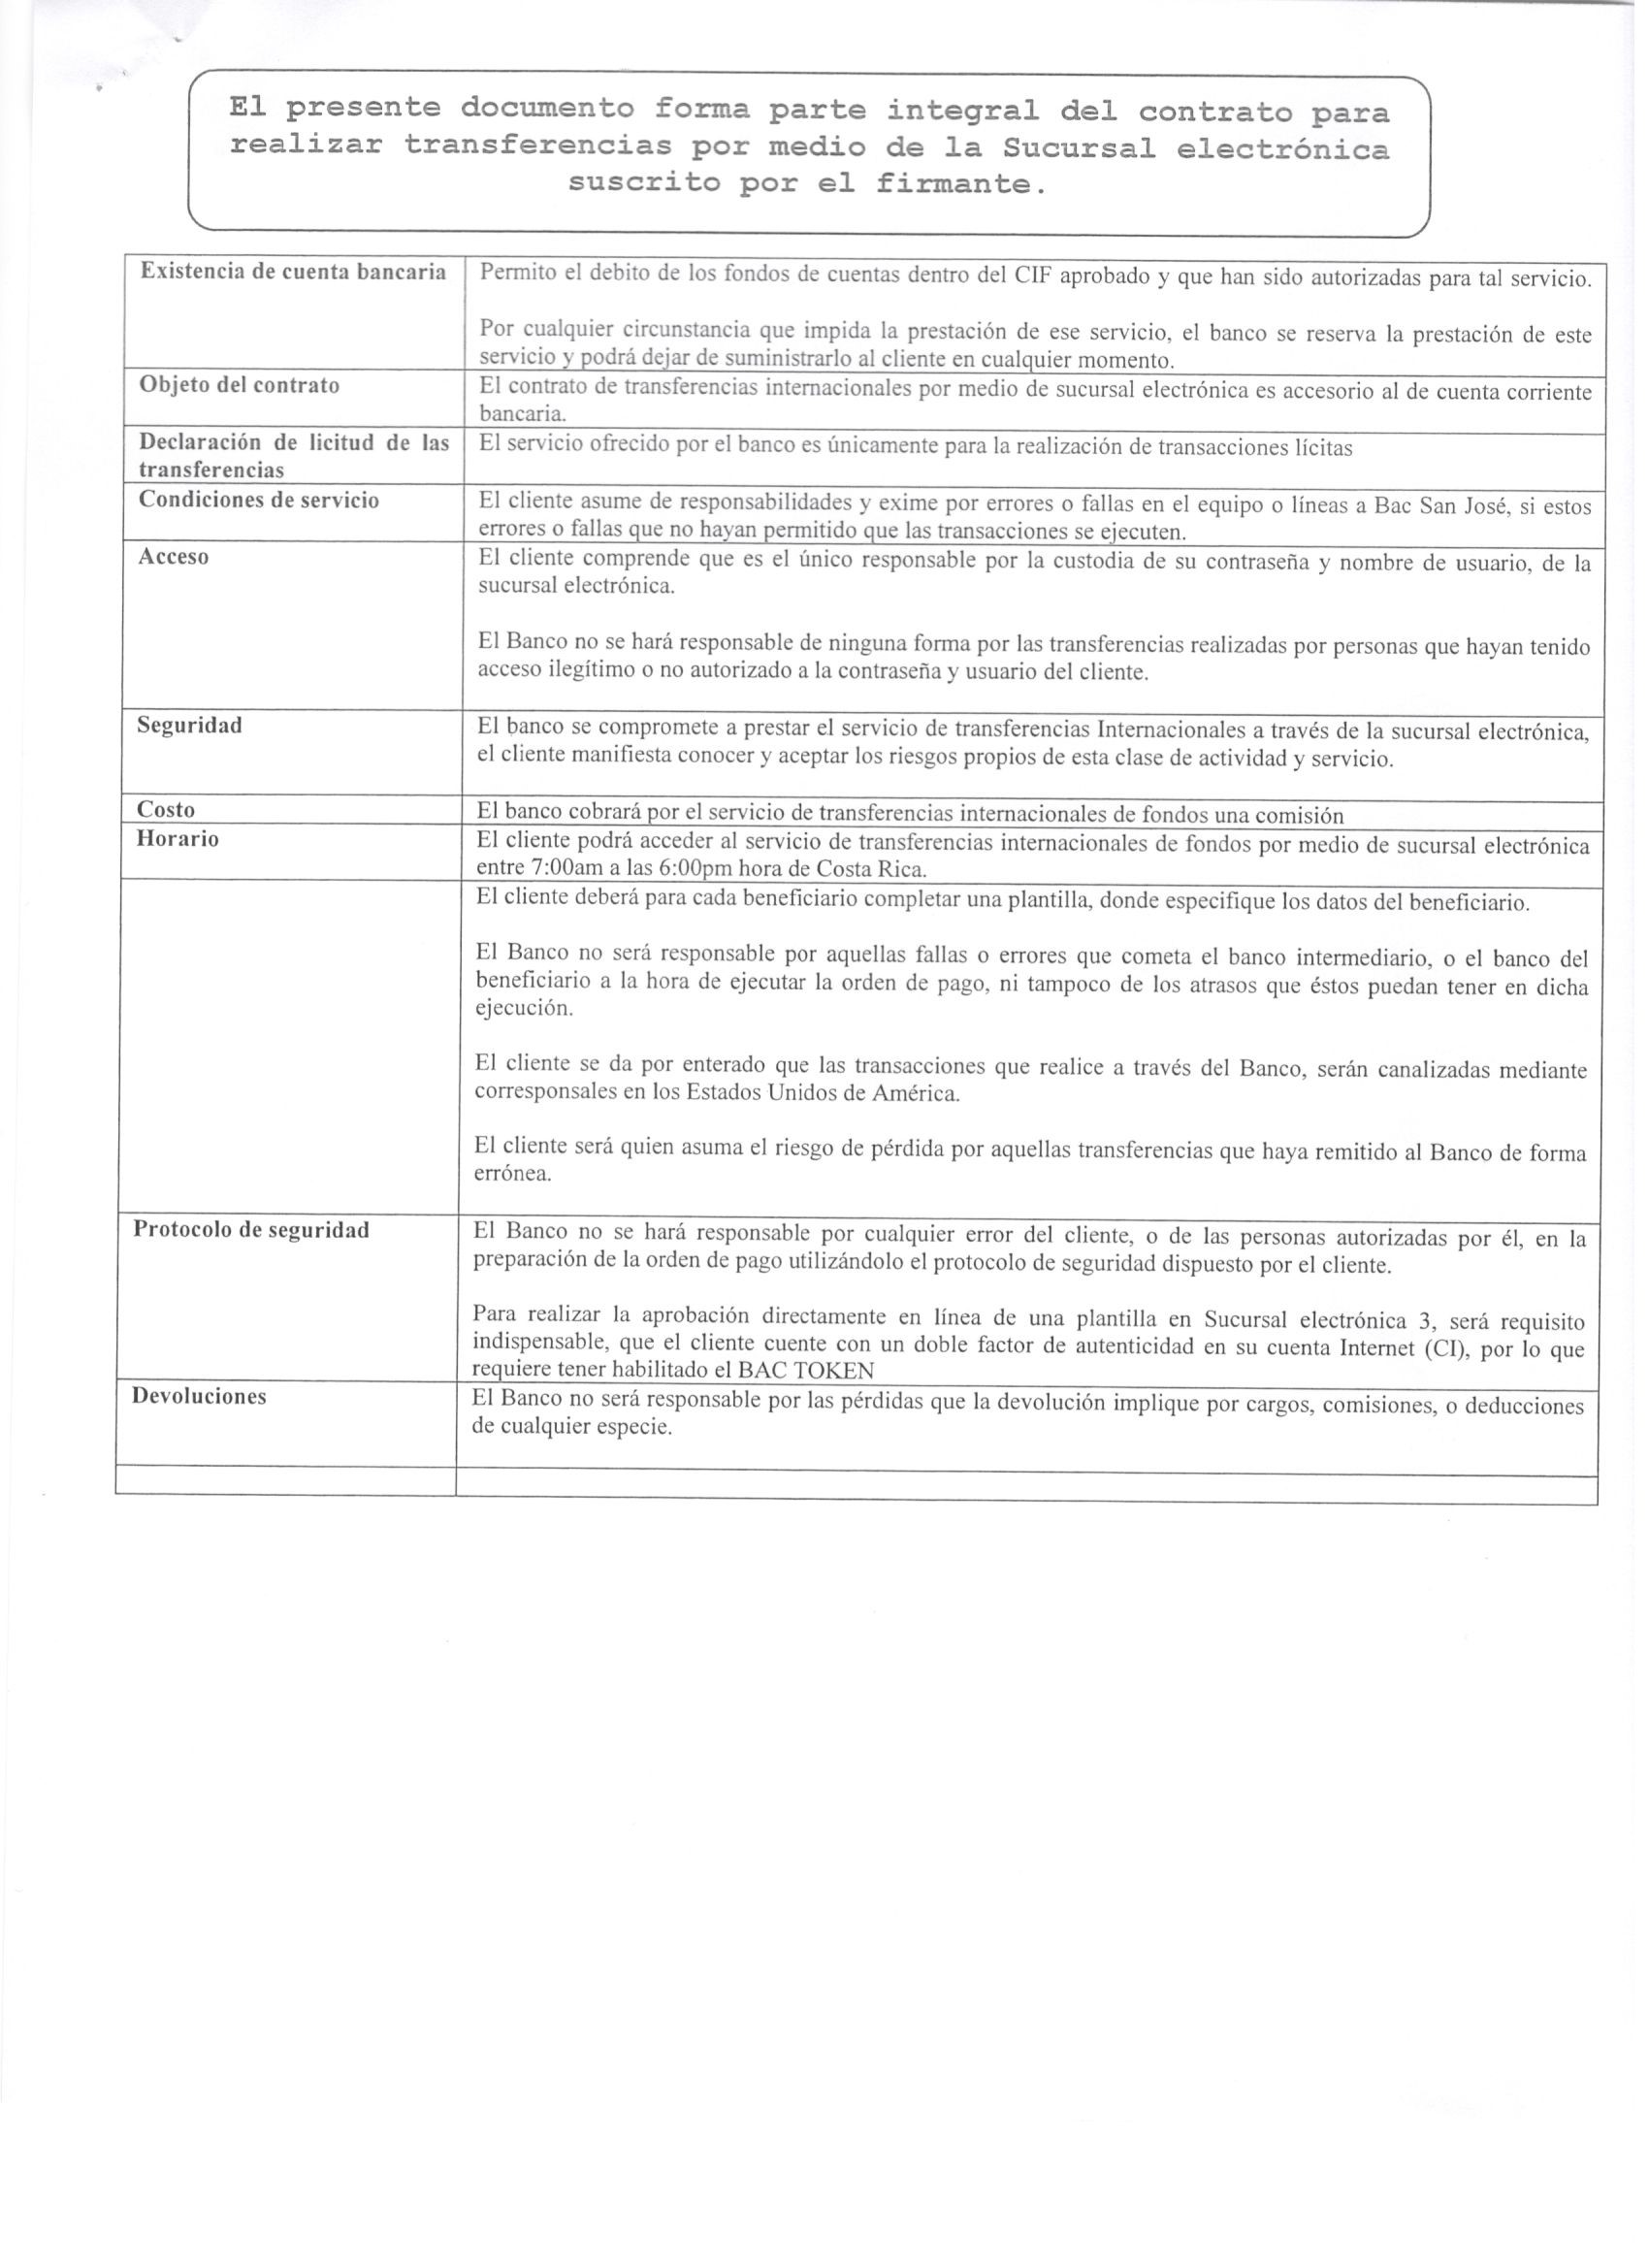 El presente documento forma parte integral del contrato para
realizar transferencias por medio de la Sucursal electrónica
suscrito por el firmante.
Existencia de cuenta bancaria
Permito el debito de los fondos de cuentas dentro del CIF aprobado y que han sido autorizadas para tal servicio.
Por cualquier circunstancia que impida la prestación de ese servicio, el banco se reserva la prestación de este
servicio y podrá dejar de suministrarlo al cliente en cualquier momento.
Objeto del contrato
El contrato de transferencias internacionales por medio de sucursal electrónica es accesorio al de cuenta corriente
bancaria.
Declaración de licitud de las
transferencias
El servicio ofrecido por el banco es únicamente para la realización de transacciones lícitas
Condiciones de servicio
El cliente asume de responsabilidades y exime por errores o fallas en el equipo o líneas a Bac San José, si estos
errores o fallas que no hayan permitido que las transacciones se ejecuten.
Acceso
El cliente comprende que es el único responsable por la custodia de su contraseña y nombre de usuario, de la
sucursal electrónica.
El Banco no se hará responsable de ninguna forma por las transferencias realizadas por personas que hayan tenido
acceso ilegítimo o no autorizado a la contraseña y usuario del cliente.
Seguridad
El banco se compromete a prestar el servicio de transferencias Internacionales a través de la sucursal electrónica,
el cliente manifiesta conocer y aceptar los riesgos propios de esta clase de actividad y servicio.
Costo
El banco cobrará por el servicio de transferencias internacionales de fondos una comisión
Horario
El cliente podrá acceder al servicio de transferencias internacionales de fondos por medio de sucursal electrónica
entre 7:00am a las 6:00pm hora de Costa Rica.
El cliente deberá para cada beneficiario completar una plantilla, donde especifique los datos del beneficiario.
El Banco no será responsable por aquellas fallas o errores que cometa el banco intermediario, o el banco del
beneficiario a la hora de ejecutar la orden de pago, ni tampoco de los atrasos que éstos puedan tener en dicha
ejecución.
El cliente se da por enterado que las transacciones que realice a través del Banco, serán canalizadas mediante
corresponsales en los Estados Unidos de América.
El cliente será quien asuma el riesgo de pérdida por aquellas transferencias que haya remitido al Banco de forma
errónea.
Protocolo de seguridad
El Banco no se hará responsable por cualquier error del cliente, o de las personas autorizadas por él, en la
preparación de la orden de pago utilizándolo el protocolo de seguridad dispuesto por el cliente.
Para realizar la aprobación directamente en línea de una plantilla en Sucursal electrónica 3, será requisito
indispensable, que el cliente cuente con un doble factor de autenticidad en su cuenta Internet (CI), por lo que
requiere tener habilitado el BAC TOKEN
Devoluciones
El Banco no será responsable por las pérdidas que la devolución implique por cargos, comisiones, o deducciones
de cualquier especie.